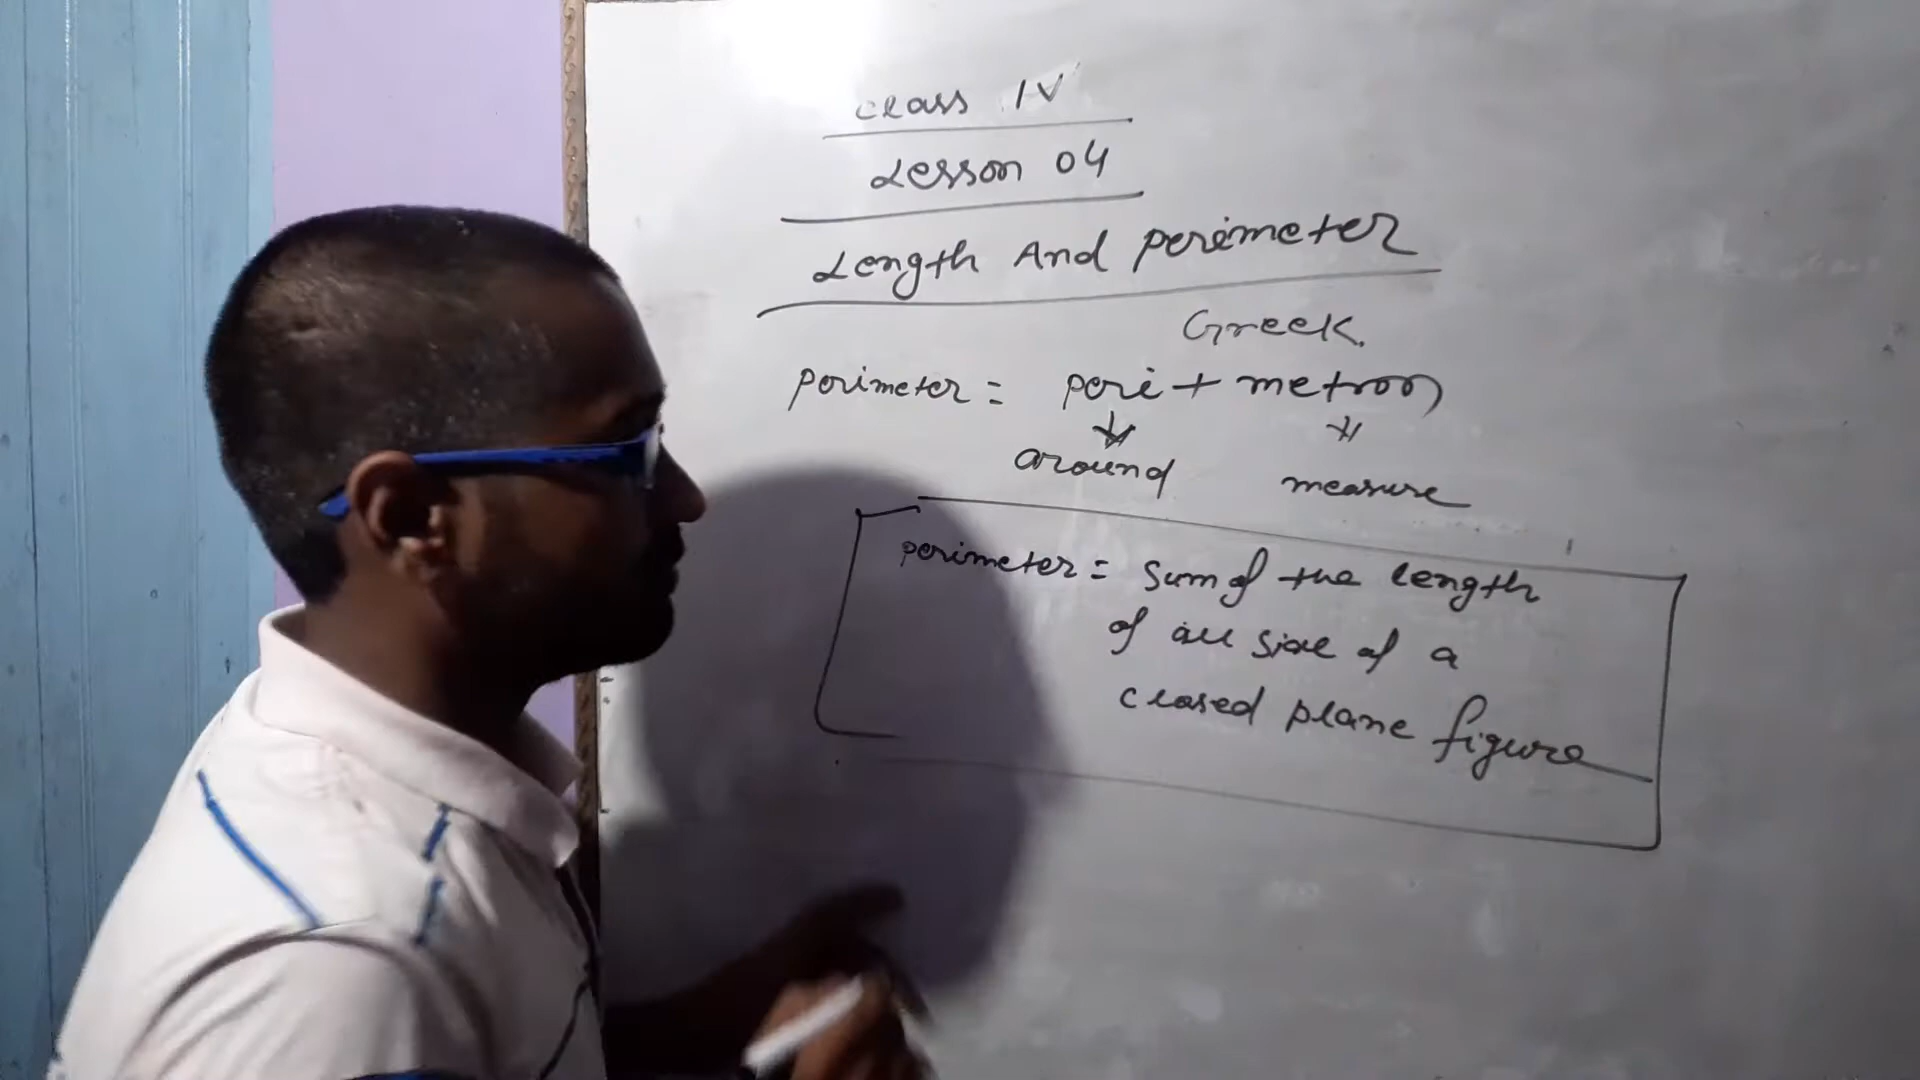 class IV
Lesson 04
Length And Perimeter
Greek.
perimeter = peri + metron
around measure
perimeter = sum of the length
of all side of a
closed plane figure